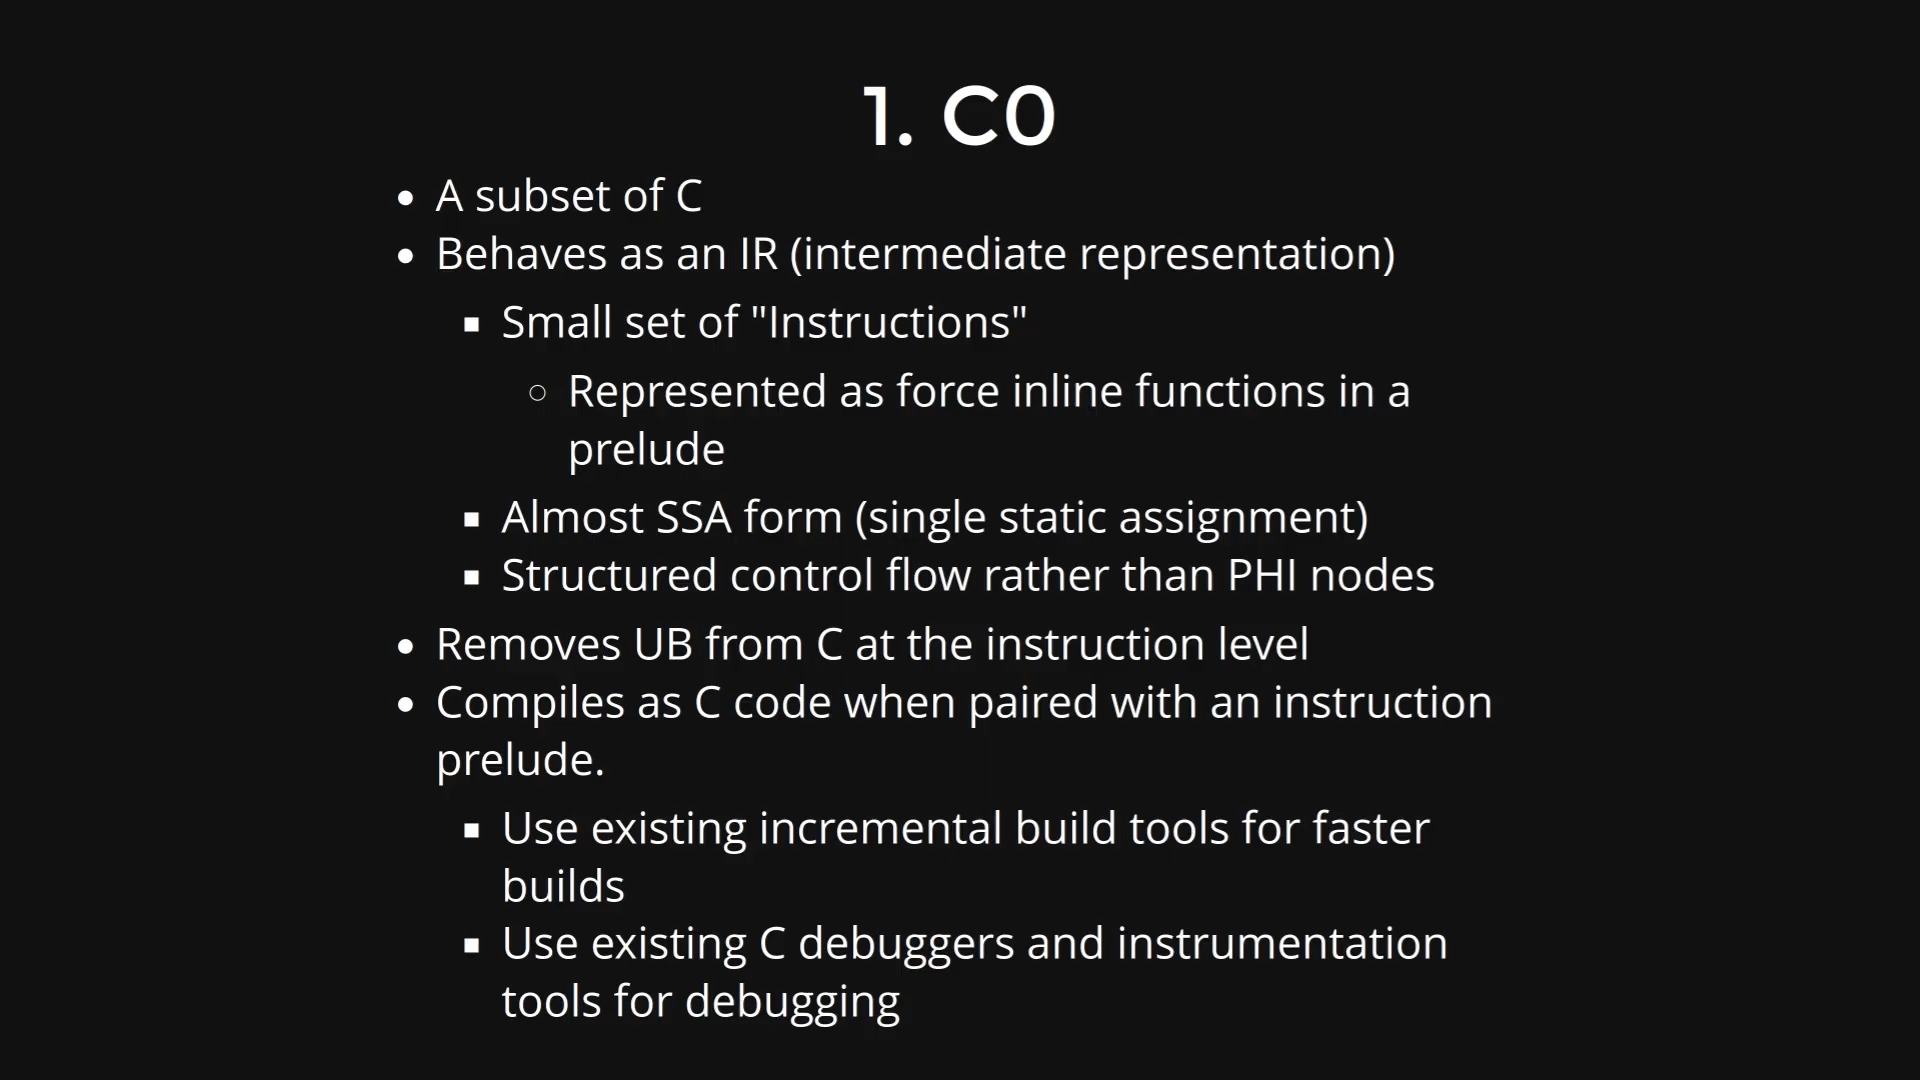 1. C0
A subset of C
Behaves as an IR (intermediate representation)
Small set of "Instructions"
Represented as force inline functions in a
prelude
Almost SSA form (single static assignment)
Structured control flow rather than PHI nodes
Removes UB from C at the instruction level
Compiles as C code when paired with an instruction
prelude.
Use existing incremental build tools for faster
builds
Use existing C debuggers and instrumentation
tools for debugging